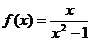 f(x) = x / (x² − 1)